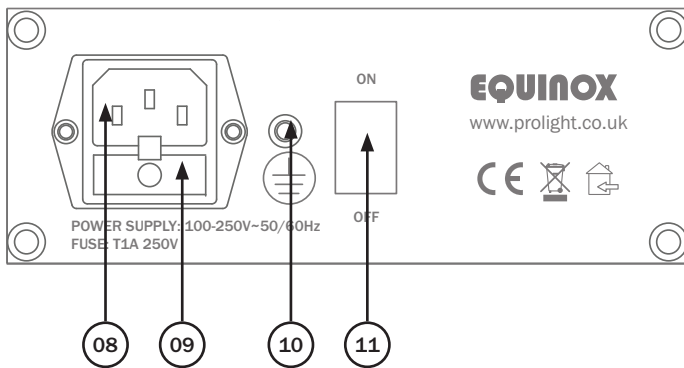 ON
EQUINOX
www.prolight.co.uk
CE
OFF
POWER SUPPLY: 100-250V~50/60Hz
FUSE: T1A 250V
08 09 10 11